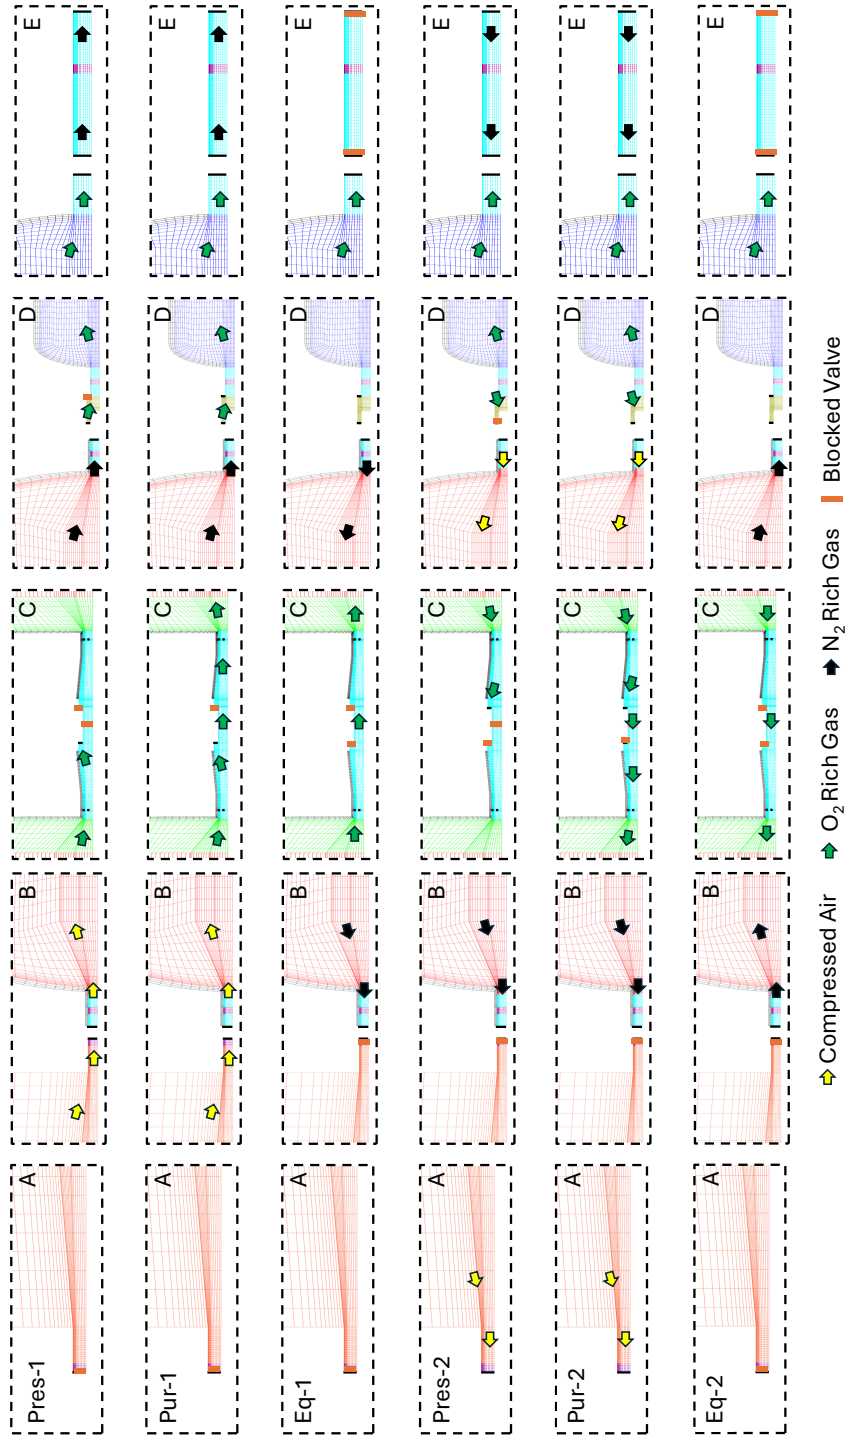 Pres-1
A
B
C
D
E
Pur-1
A
B
C
D
E
Eq-1
A
B
C
D
E
Pres-2
A
B
C
D
E
Pur-2
A
B
C
D
E
Eq-2
A
B
C
D
E
Compressed Air
O₂ Rich Gas
N₂ Rich Gas
Blocked Valve